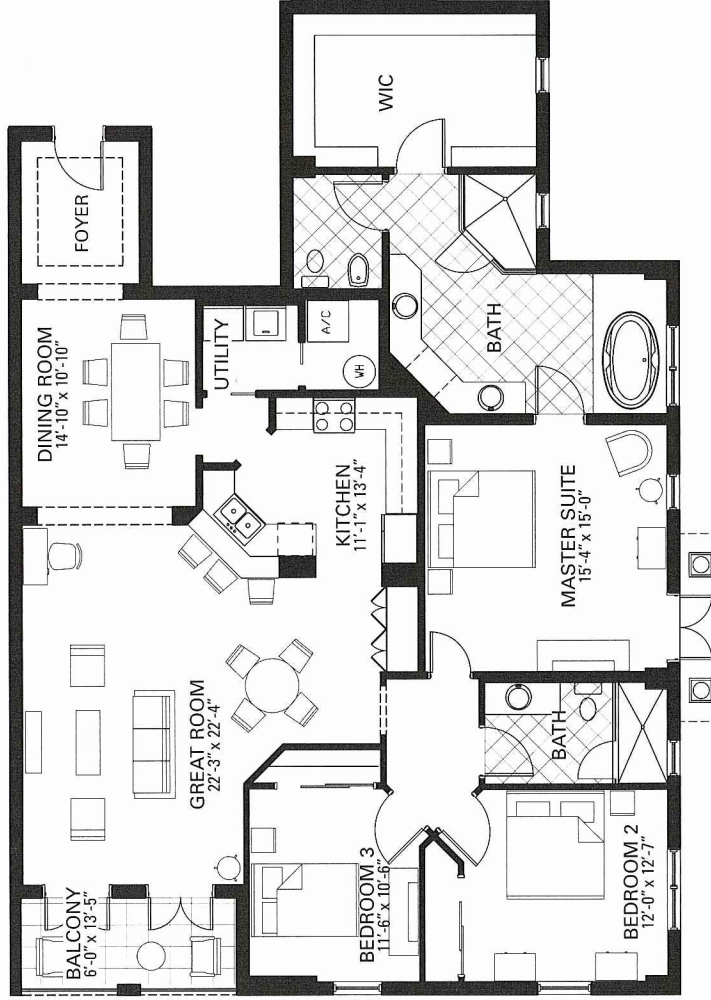 WIC
FOYER
BATH
UTILITY
A/C
WH
DINING ROOM
14'-10" x 10'-10"
KITCHEN
11'-1" x 13'-4"
MASTER SUITE
15'-4" x 15'-0"
GREAT ROOM
22'-3" x 22'-4"
BATH
BALCONY
6'-0" x 13'-5"
BEDROOM 3
11'-6" x 10'-6"
BEDROOM 2
12'-0" x 12'-7"